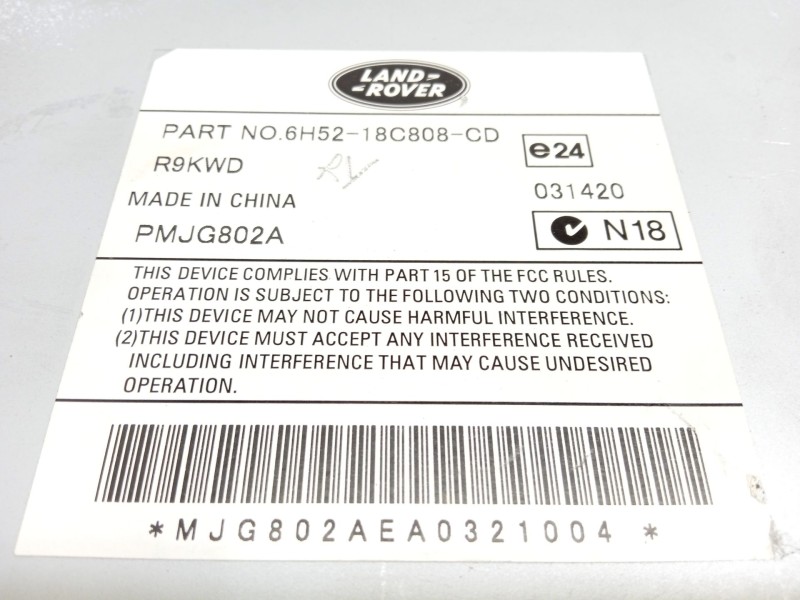 LAND-
-ROVER
PART NO.6H52-18C808-CD
e24
R9KWD
031420
MADE IN CHINA
PMJG802A
N18
THIS DEVICE COMPLIES WITH PART 15 OF THE FCC RULES.
OPERATION IS SUBJECT TO THE FOLLOWING TWO CONDITIONS:
(1)THIS DEVICE MAY NOT CAUSE HARMFUL INTERFERENCE.
(2)THIS DEVICE MUST ACCEPT ANY INTERFERENCE RECEIVED
INCLUDING INTERFERENCE THAT MAY CAUSE UNDESIRED
OPERATION.
*MJG802AEA0321004 *